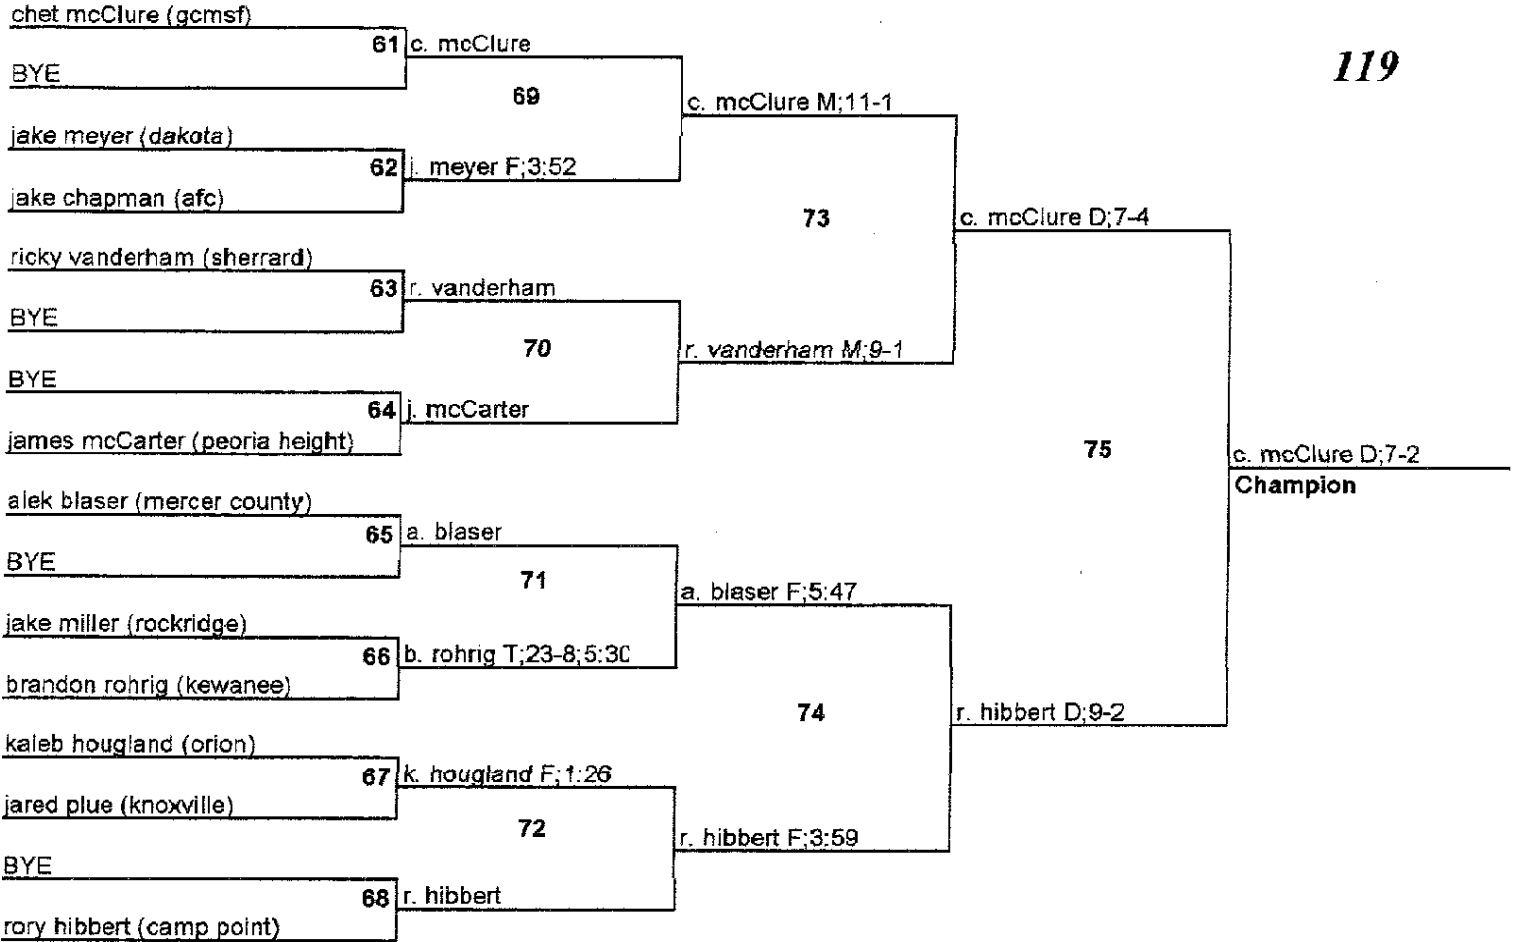 chet mcClure (gcmsf)
61 c. mcClure
BYE
119
69
c. mcClure M;11-1
jake meyer (dakota)
62 j. meyer F;3:52
jake chapman (afc)
73
c. mcClure D;7-4
ricky vanderham (sherrard)
63 r. vanderham
BYE
70
r. vanderham M;9-1
BYE
64 j. mcCarter
james mcCarter (peoria height)
75
c. mcClure D;7-2
Champion
alek blaser (mercer county)
65 a. blaser
BYE
71
a. blaser F;5:47
jake miller (rockridge)
66 b. rohrig T;23-8;5:30
brandon rohrig (kewanee)
74
r. hibbert D;9-2
kaleb hougland (orion)
67 k. hougland F;1:26
jared plue (knoxville)
72
r. hibbert F;3:59
BYE
68 r. hibbert
rory hibbert (camp point)